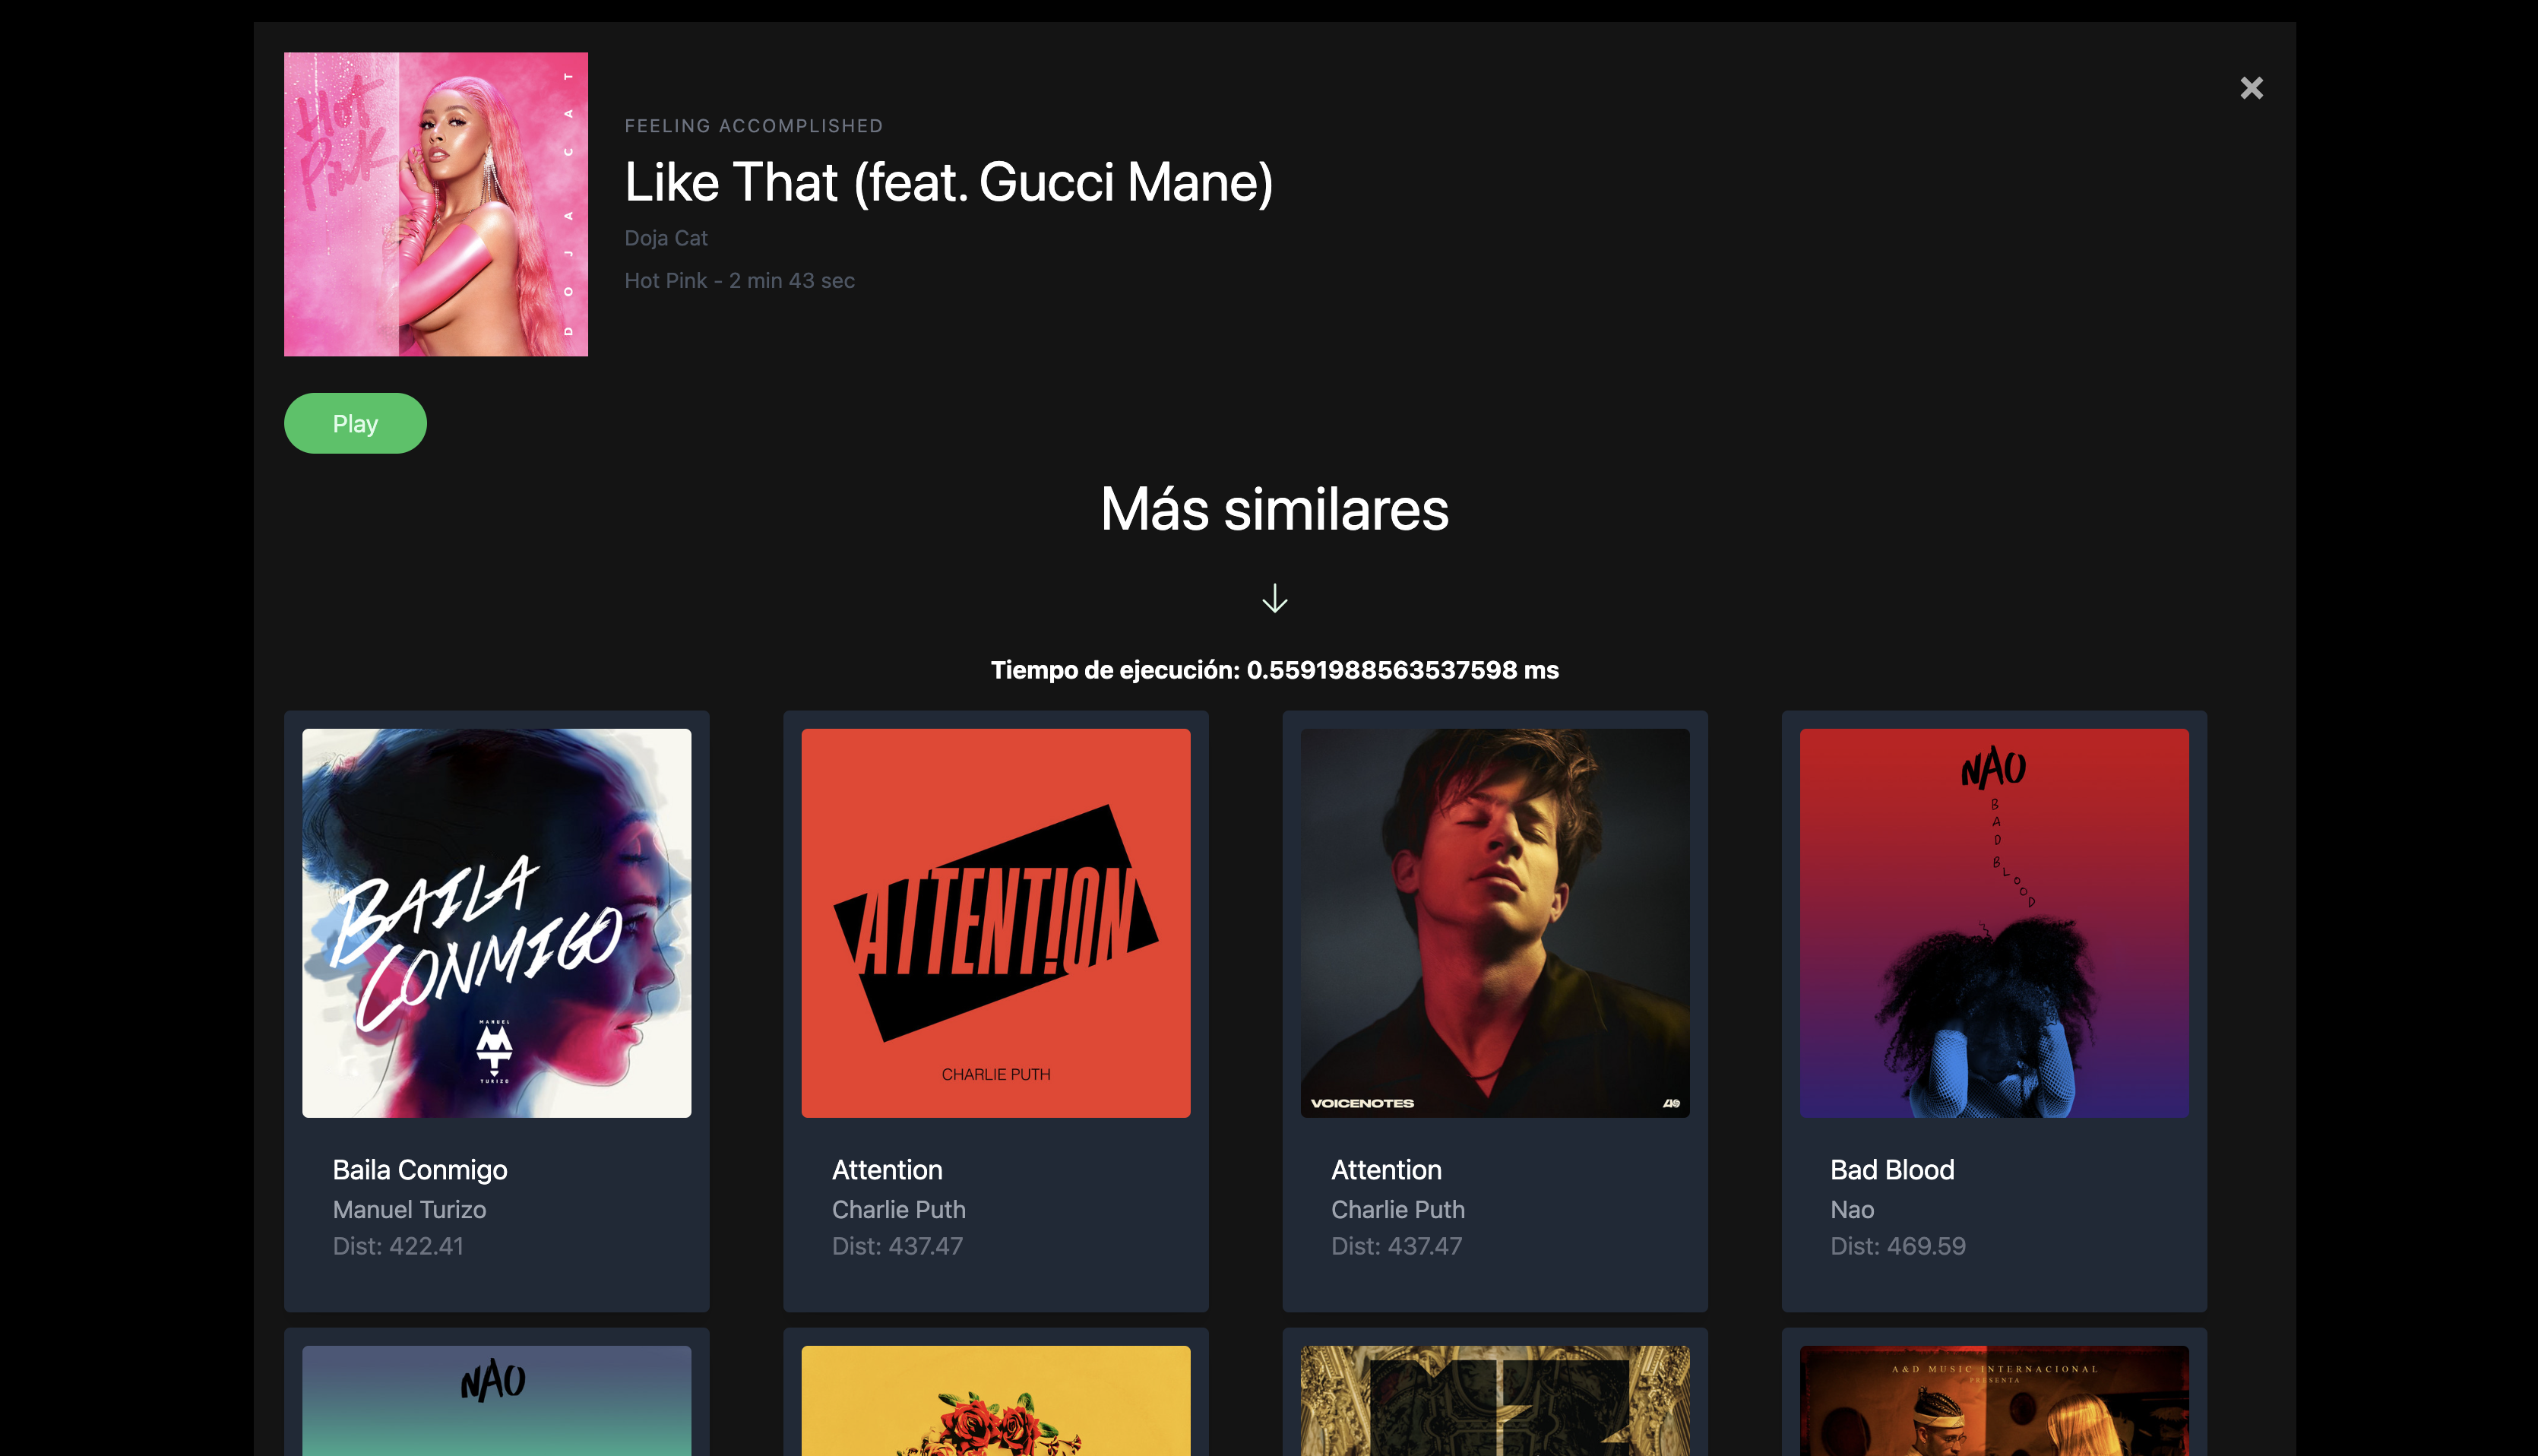 Hot
Pink
DOJA CAT
FEELING ACCOMPLISHED
Like That (feat. Gucci Mane)
Doja Cat
Hot Pink - 2 min 43 sec
Play
Más similares
Tiempo de ejecución: 0.5591988563537598 ms
BAILA
CONMIGO
MANUEL
MT
TURIZO
ATTENT!ON
CHARLIE PUTH
VOICENOTES
NAO
BAD BLOOD
Baila Conmigo
Manuel Turizo
Dist: 422.41
Attention
Charlie Puth
Dist: 437.47
Attention
Charlie Puth
Dist: 437.47
Bad Blood
Nao
Dist: 469.59
NAO
A&D MUSIC INTERNACIONAL
PRESENTA